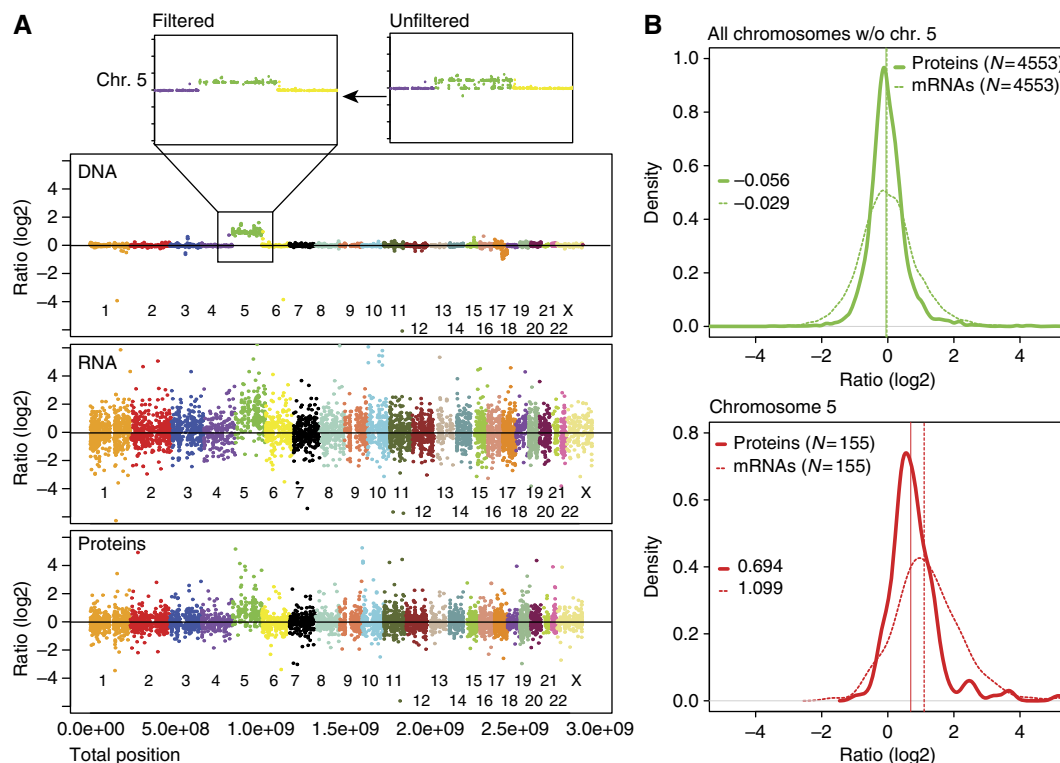 A
Filtered
Unfiltered
Chr. 5
DNA
Ratio (log2)
4
2
0
−2
−4
1 2 3 4 5 6 7 8 9 10 11 13 15 17 19 21 X
12 14 16 18 20 22
RNA
Ratio (log2)
4
2
0
−2
−4
1 2 3 4 5 6 7 8 9 10 11 13 15 17 19 21 X
12 14 16 18 20 22
Proteins
Ratio (log2)
4
2
0
−2
−4
1 2 3 4 5 6 7 8 9 10 11 13 15 17 19 21 X
12 14 16 18 20 22
0.0e+00 5.0e+08 1.0e+09 1.5e+09 2.0e+09 2.5e+09 3.0e+09
Total position
B
All chromosomes w/o chr. 5
Density
1.0
0.8
0.6
0.4
0.2
0.0
Proteins (N=4553)
mRNAs (N=4553)
−0.056
−0.029
−4 −2 0 2 4
Ratio (log2)
Chromosome 5
Density
0.8
0.6
0.4
0.2
0.0
Proteins (N=155)
mRNAs (N=155)
0.694
1.099
−4 −2 0 2 4
Ratio (log2)